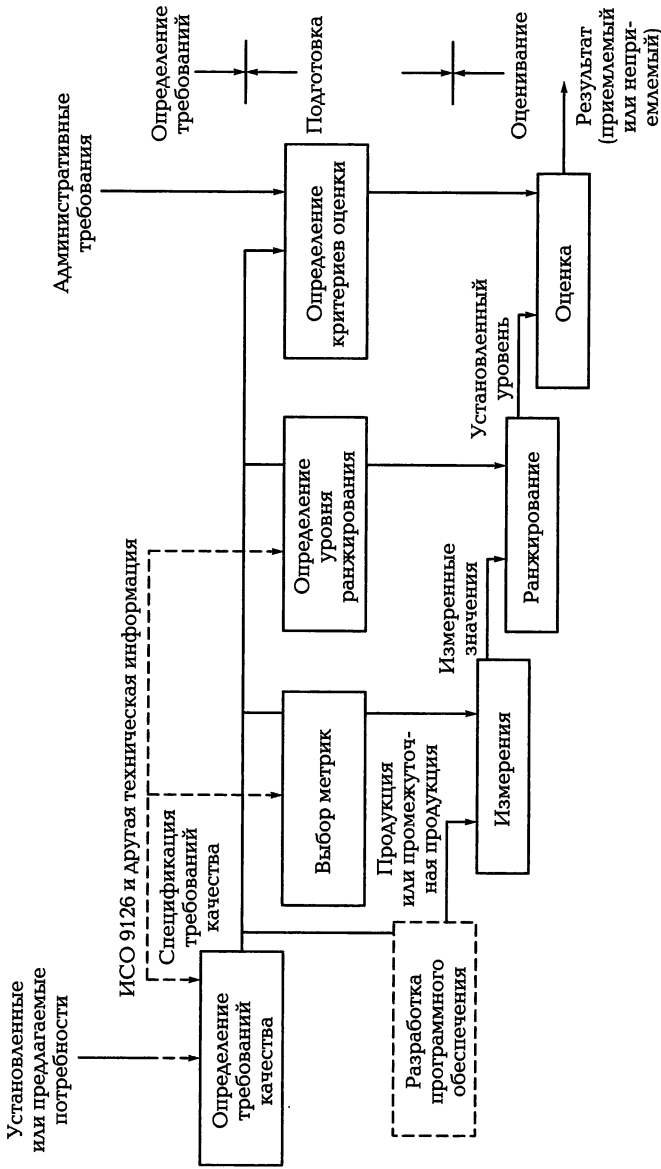 Установленные
или предлагаемые
потребности
ИСО 9126 и другая техническая информация
Административные
требования
Определение
требований
Спецификация
требований
качества
Определение
требований
качества
Подготовка
Выбор метрик
Определение
уровня
ранжирования
Определение
критериев оценки
Разработка
программного
обеспечения
Продукция
или промежуточ-
ная продукция
Измеренные
значения
Установленный
уровень
Оценивание
Измерения
Ранжирование
Оценка
Результат
(приемлемый
или непри-
емлемый)